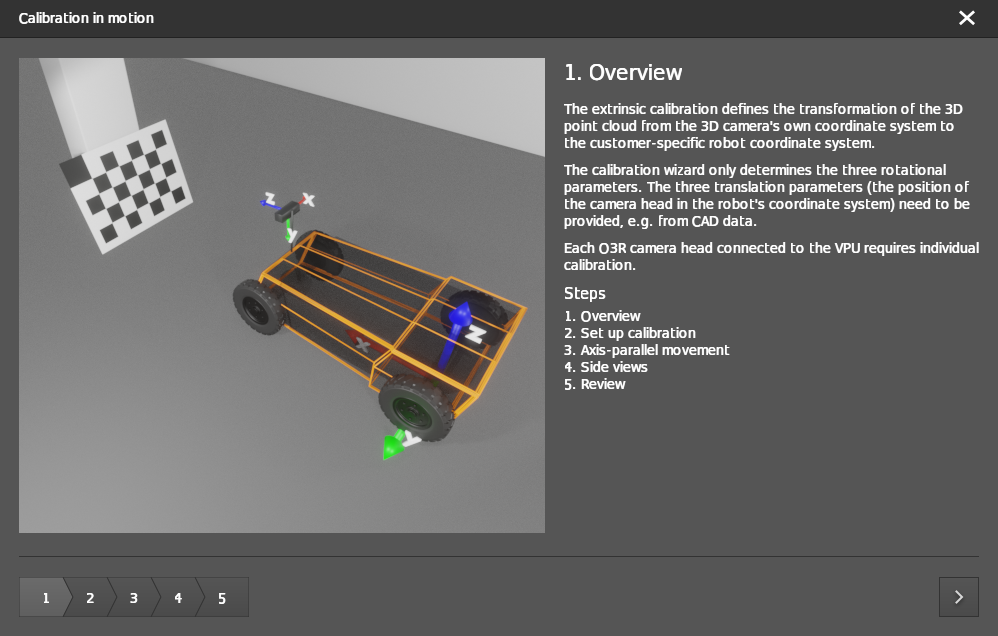 Calibration in motion
1. Overview
The extrinsic calibration defines the transformation of the 3D
point cloud from the 3D camera's own coordinate system to
the customer-specific robot coordinate system.
The calibration wizard only determines the three rotational
parameters. The three translation parameters (the position of
the camera head in the robot's coordinate system) need to be
provided, e.g. from CAD data.
Each O3R camera head connected to the VPU requires individual
calibration.
Steps
1. Overview
2. Set up calibration
3. Axis-parallel movement
4. Side views
5. Review
Z X
Y
Z
X
Y
1 2 3 4 5